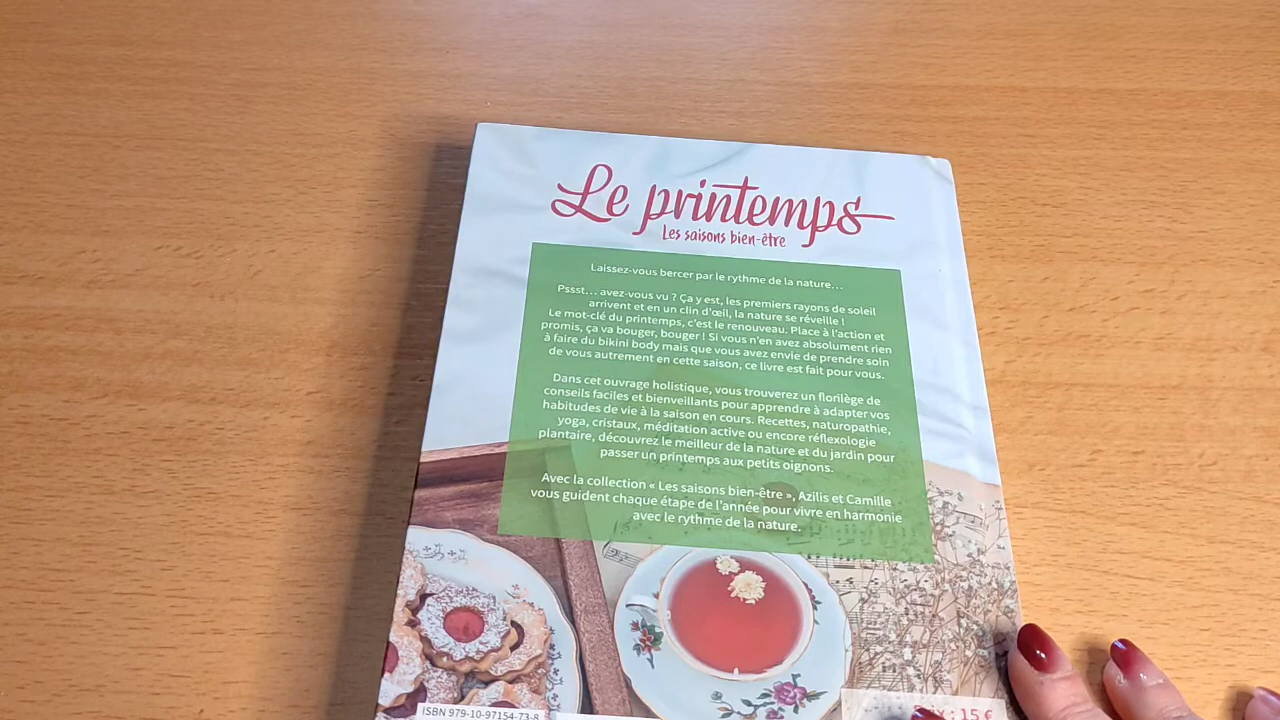 Le printemps
Les saisons bien-être
Laissez-vous bercer par le rythme de la nature...
Pssst... avez-vous vu ? Ça y est, les premiers rayons de soleil
arrivent et en un clin d'œil, la nature se réveille !
Le mot-clé du printemps, c'est le renouveau. Place à l'action et
promis, ça va bouger, bouger ! Si vous n'en avez absolument rien
à faire du bikini body mais que vous avez envie de prendre soin
de vous autrement en cette saison, ce livre est fait pour vous.
Dans cet ouvrage holistique, vous trouverez un florilège de
conseils faciles et bienveillants pour apprendre à adapter vos
habitudes de vie à la saison en cours. Recettes, naturopathie,
yoga, cristaux, méditation active ou encore réflexologie
plantaire, découvrez le meilleur de la nature et du jardin pour
passer un printemps aux petits oignons.
Avec la collection « Les saisons bien-être », Azilis et Camille
vous guident chaque étape de l'année pour vivre en harmonie
avec le rythme de la nature.
ISBN 979-10-97154-73-8
Prix : 15 €